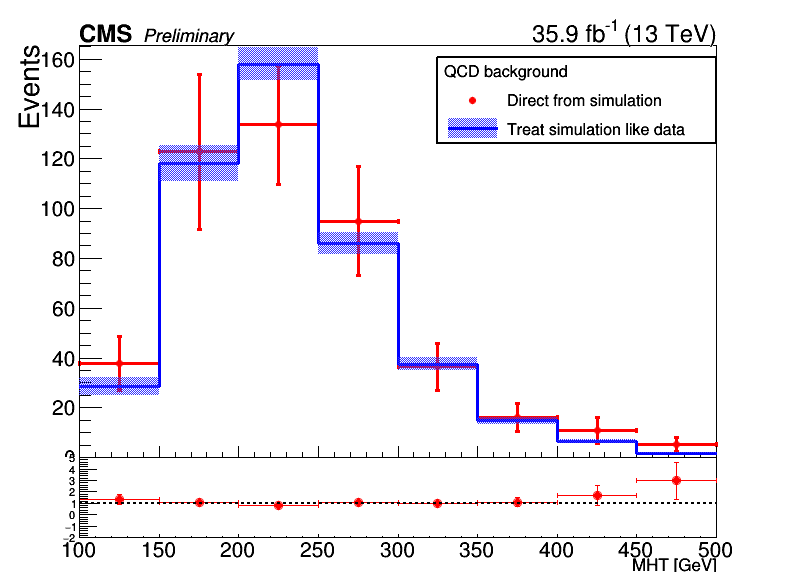 CMS Preliminary 35.9 fb-1 (13 TeV)
Events
160
140
120
100
80
60
40
20
0
QCD background
Direct from simulation
Treat simulation like data
5
4
3
2
1
0
-1
-2
100 150 200 250 300 350 400 450 500
MHT [GeV]